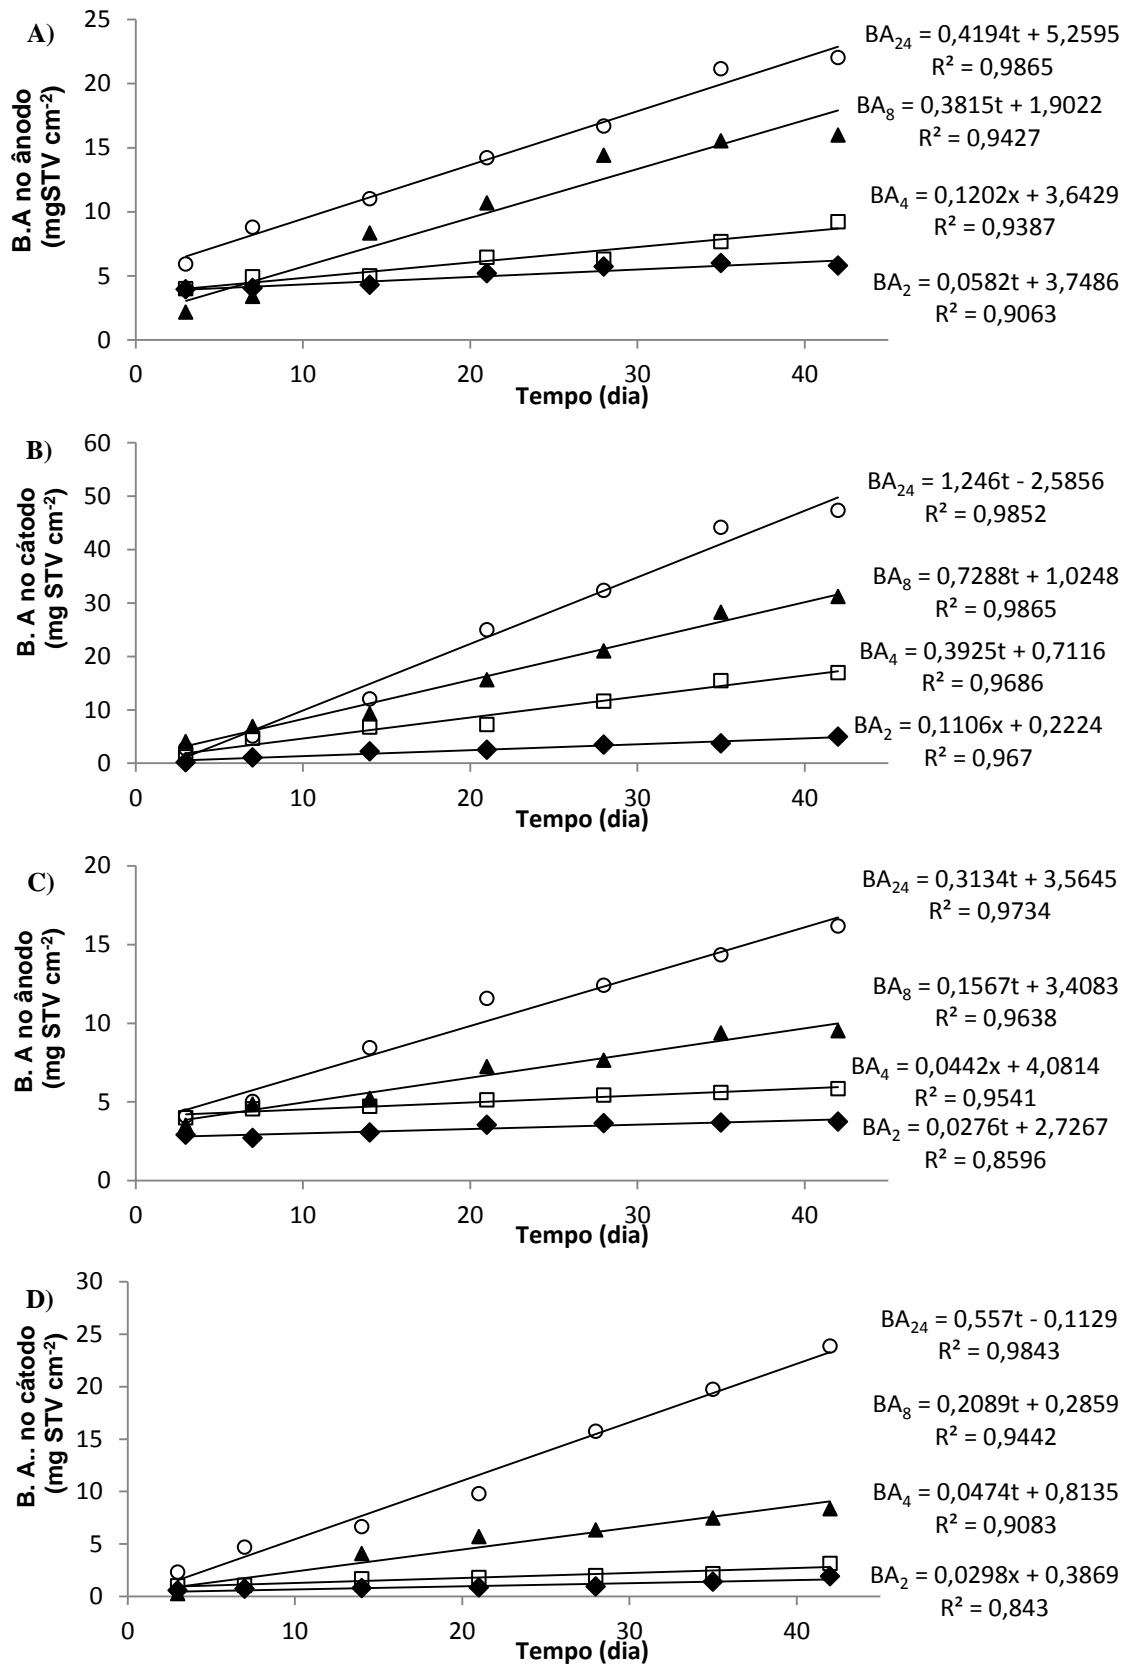 A)
B.A no ânodo
(mgSTV cm⁻²)
25
20
15
10
5
0
0 10 20 30 40
Tempo (dia)
BA₂₄ = 0,4194t + 5,2595
R² = 0,9865
BA₈ = 0,3815t + 1,9022
R² = 0,9427
BA₄ = 0,1202x + 3,6429
R² = 0,9387
BA₂ = 0,0582x + 3,7486
R² = 0,9063
B)
B. A no cátodo
(mg STV cm⁻²)
60
50
40
30
20
10
0
0 10 20 30 40
Tempo (dia)
BA₂₄ = 1,246t - 2,5856
R² = 0,9852
BA₈ = 0,7288t + 1,0248
R² = 0,9865
BA₄ = 0,3925t + 0,7116
R² = 0,9686
BA₂ = 0,1106x + 0,2224
R² = 0,967
C)
B. A no ânodo
(mg STV cm⁻²)
20
15
10
5
0
0 10 20 30 40
Tempo (dia)
BA₂₄ = 0,3134t + 3,5645
R² = 0,9734
BA₈ = 0,1567t + 3,4083
R² = 0,9638
BA₄ = 0,0442x + 4,0814
R² = 0,9541
BA₂ = 0,0276t + 2,7267
R² = 0,8596
D)
B. A.. no cátodo
(mg STV cm⁻²)
30
25
20
15
10
5
0
0 10 20 30 40
Tempo (dia)
BA₂₄ = 0,557t - 0,1129
R² = 0,9843
BA₈ = 0,2089t + 0,2859
R² = 0,9442
BA₄ = 0,0474t + 0,8135
R² = 0,9083
BA₂ = 0,0298x + 0,3869
R² = 0,843